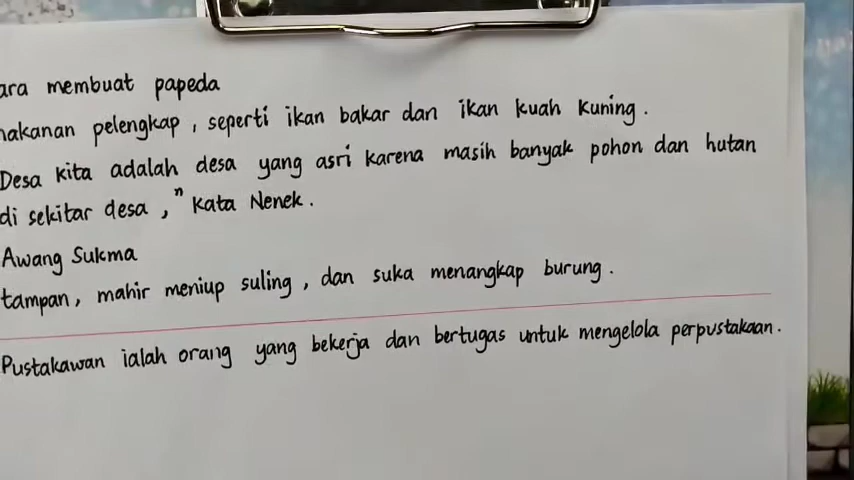 ara membuat papeda
makanan pelengkap, seperti ikan bakar dan ikan kuah kuning.
Desa kita adalah desa yang asri karena masih banyak pohon dan hutan
di sekitar desa," kata Nenek.
Awang Sukma
tampan, mahir meniup suling, dan suka menangkap burung.
Pustakawan ialah orang yang bekerja dan bertugas untuk mengelola perpustakaan.